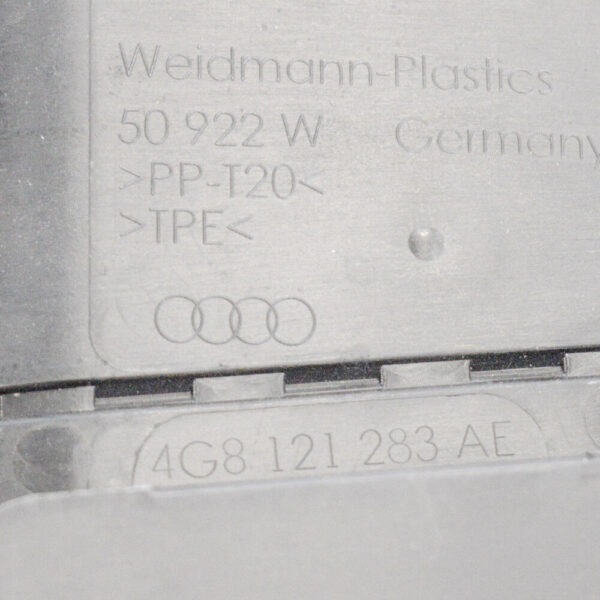 Weidmann-Plastics
50 922 W Germany
>PP-T20<
>TPE<
4G8 121 283 AE